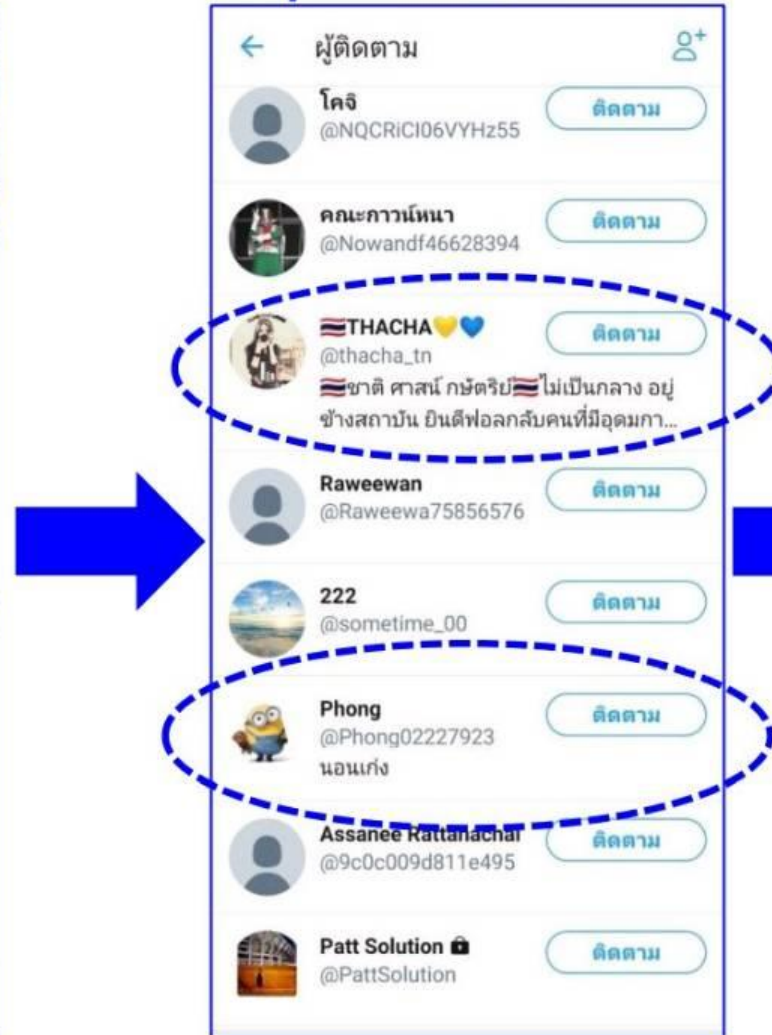 ผู้ติดตาม
โคจิ
ติดตาม
@NQCRiCI06VYHz55
คณะกาวน์หนา
ติดตาม
@Nowandf46628394
🇹🇭THACHA💛💙
ติดตาม
@thacha_tn
🇹🇭ชาติ ศาสน์ กษัตริย์🇹🇭ไม่เป็นกลาง อยู่
ข้างสถาบัน ยินดีฟอลกลับคนที่มีอุดมกา...
Raweewan
ติดตาม
@Raweewa75856576
222
ติดตาม
@sometime_00
Phong
ติดตาม
@Phong02227923
นอนเก่ง
Assanee Rattanachai
ติดตาม
@9c0c009d811e495
Patt Solution
ติดตาม
@PattSolution